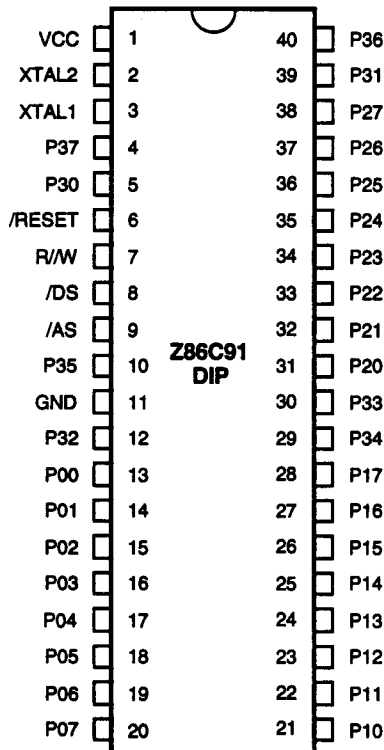 VCC 1 40 P36
XTAL2 2 39 P31
XTAL1 3 38 P27
P37 4 37 P26
P30 5 36 P25
/RESET 6 35 P24
R//W 7 34 P23
/DS 8 33 P22
/AS 9 32 P21
Z86C91
P35 10 31 P20
DIP
GND 11 30 P33
P32 12 29 P34
P00 13 28 P17
P01 14 27 P16
P02 15 26 P15
P03 16 25 P14
P04 17 24 P13
P05 18 23 P12
P06 19 22 P11
P07 20 21 P10